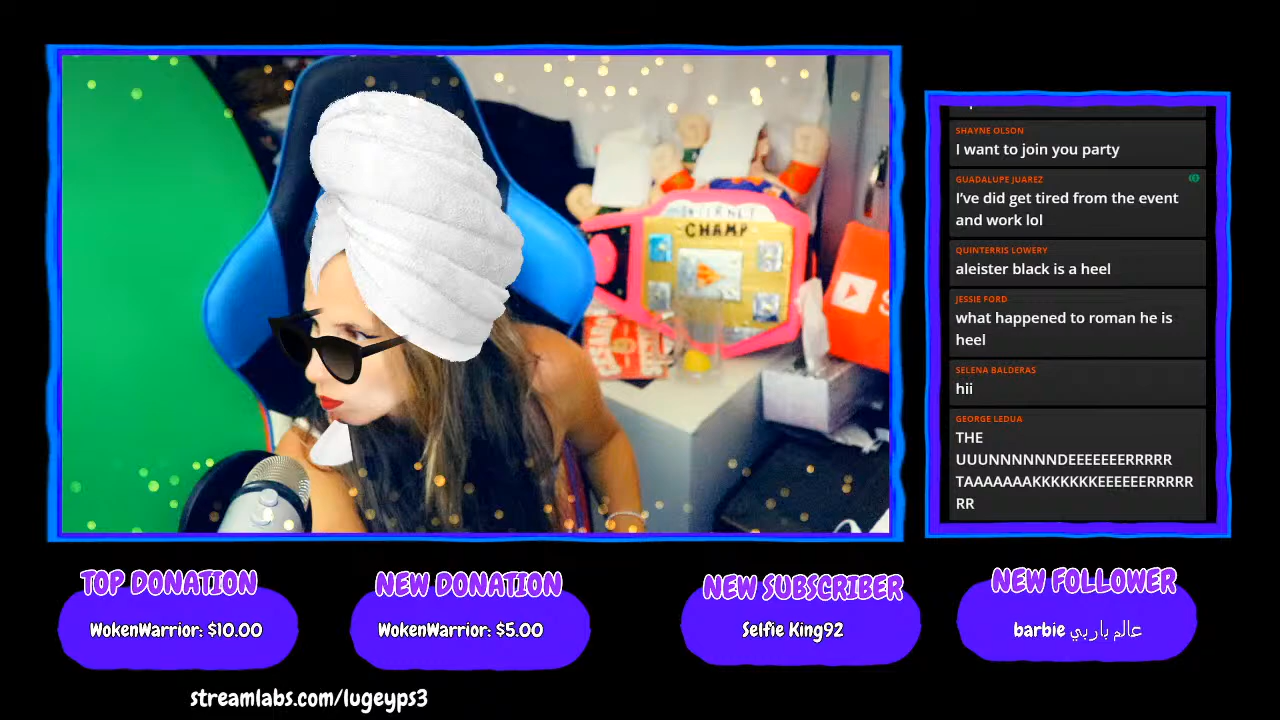 INTERNET
CHAMP
CESARO
SHAYNE OLSON
I want to join you party
GUADALUPE JUAREZ
I've did get tired from the event
and work lol
QUINTERRIS LOWERY
aleister black is a heel
JESSIE FORD
what happened to roman he is
heel
SELENA BALDERAS
hii
GEORGE LEDUA
THE
UUUNNNNNNDEEEEEEERRRRR
TAAAAAAAKKKKKKKEEEEEERRRRR
RR
TOP DONATION
NEW DONATION
NEW SUBSCRIBER
NEW FOLLOWER
WokenWarrior: $10.00
WokenWarrior: $5.00
Selfie King92
barbie عالم باربي
streamlabs.com/lugeyps3